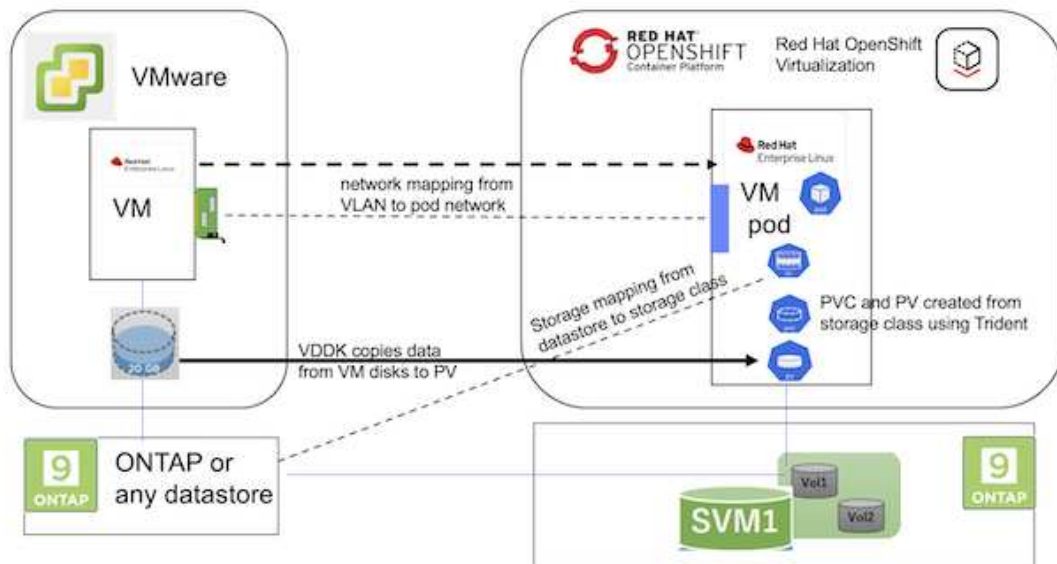 VMware
RED HAT
OPENSHIFT
Container Platform
Red Hat OpenShift
Virtualization
Red Hat
Enterprise Linux
VM
network mapping from
VLAN to pod network
Red Hat
Enterprise Linux
VM
pod
Storage mapping from
datastore to storage class
PVC and PV created from
storage class using Trident
20 GB
VDDK copies data
from VM disks to PV
9
ONTAP
ONTAP or
any datastore
SVM1
Vol1
Vol2
9
ONTAP